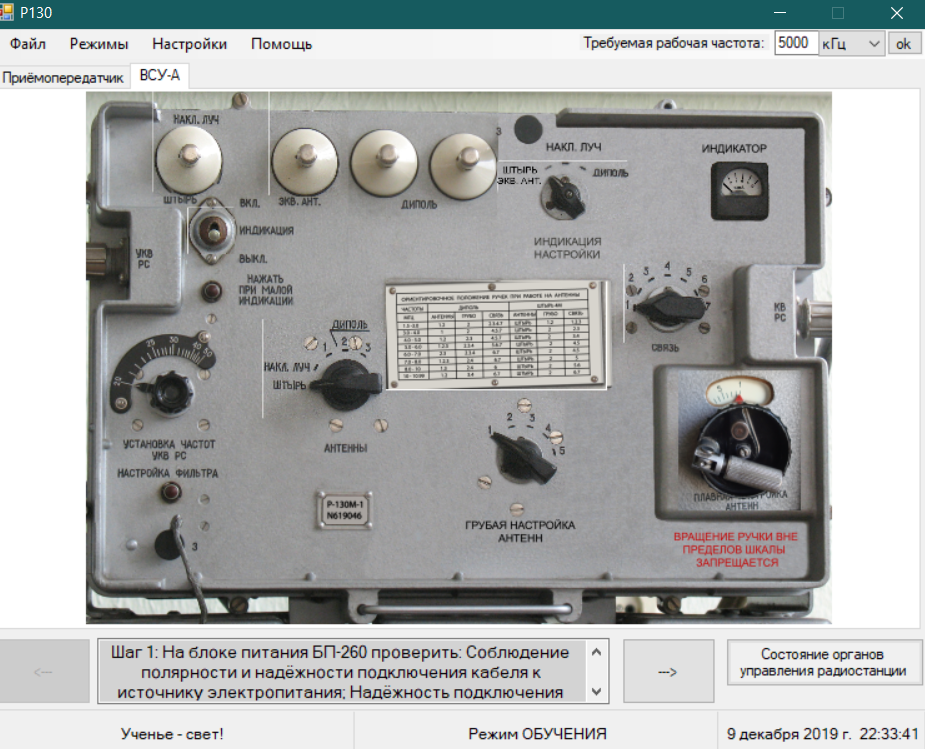 P130
Файл Режимы Настройки Помощь
Требуемая рабочая частота: 5000 кГц ok
Приёмопередатчик ВСУ-А
НАКЛ. ЛУЧ
3
НАКЛ. ЛУЧ
ИНДИКАТОР
ШТЫРЬ
ЭКВ. АНТ.
ДИПОЛЬ
ШТЫРЬ
ВКЛ.
ЭКВ. АНТ.
ДИПОЛЬ
ИНДИКАЦИЯ
ИНДИКАЦИЯ
НАСТРОЙКИ
ВЫКЛ.
УКВ
РС
НАЖАТЬ
ПРИ МАЛОЙ
ИНДИКАЦИИ
1 2 3 4 5 6 7
СВЯЗЬ
КВ
РС
ОРИЕНТИРОВОЧНОЕ ПОЛОЖЕНИЕ РУЧЕК ПРИ РАБОТЕ НА АНТЕННЫ
20 25 30 40 50
ДИПОЛЬ
1 2 3
НАКЛ. ЛУЧ
ШТЫРЬ
АНТЕННЫ
УСТАНОВКА ЧАСТОТ
УКВ РС
НАСТРОЙКА ФИЛЬТРА
1 2 3 4 5
ГРУБАЯ НАСТРОЙКА
АНТЕНН
Р-130М-1
N619046
3
ПЛАВНАЯ НАСТРОЙКА
АНТЕНН
ВРАЩЕНИЕ РУЧКИ ВНЕ
ПРЕДЕЛОВ ШКАЛЫ
ЗАПРЕЩАЕТСЯ
<---
Шаг 1: На блоке питания БП-260 проверить: Соблюдение
полярности и надёжности подключения кабеля к
источнику электропитания; Надёжность подключения
--->
Состояние органов
управления радиостанции
Ученье - свет! Режим ОБУЧЕНИЯ 9 декабря 2019 г. 22:33:41